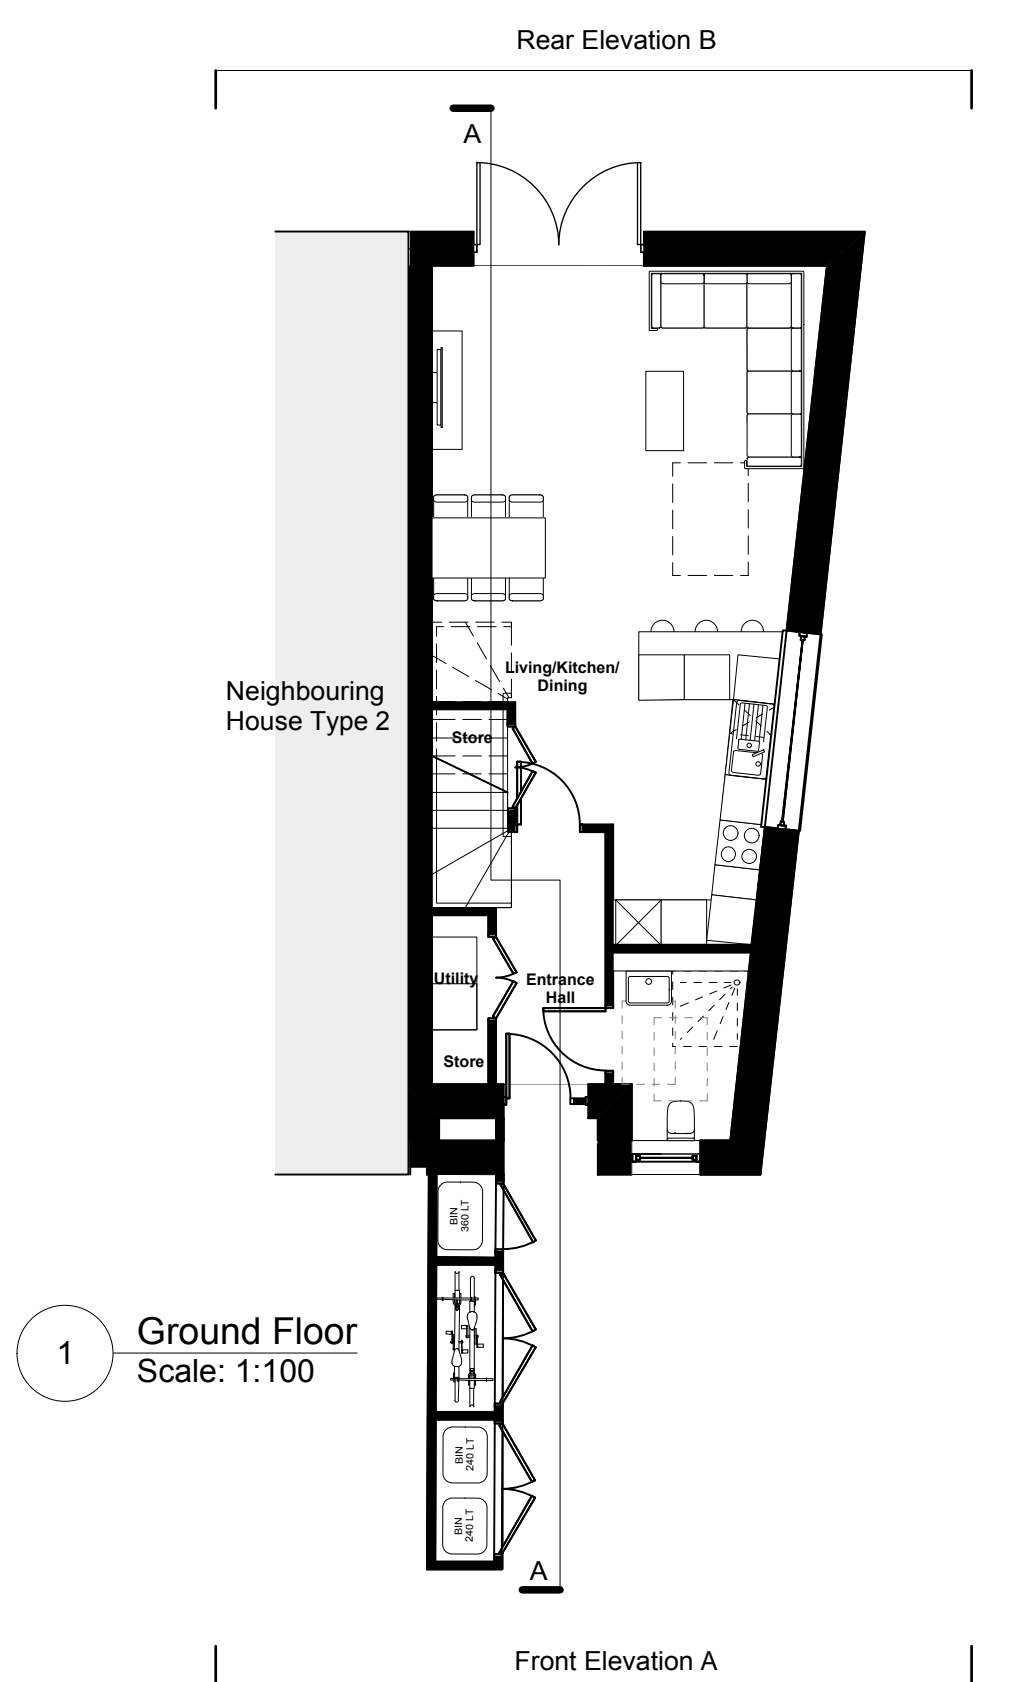 Rear Elevation B
A
Living/Kitchen/
Dining
Neighbouring
House Type 2
Store
Utility
Entrance
Hall
Store
BIN
360 LT
1
Ground Floor
Scale: 1:100
BIN
240 LT
BIN
240 LT
A
Front Elevation A